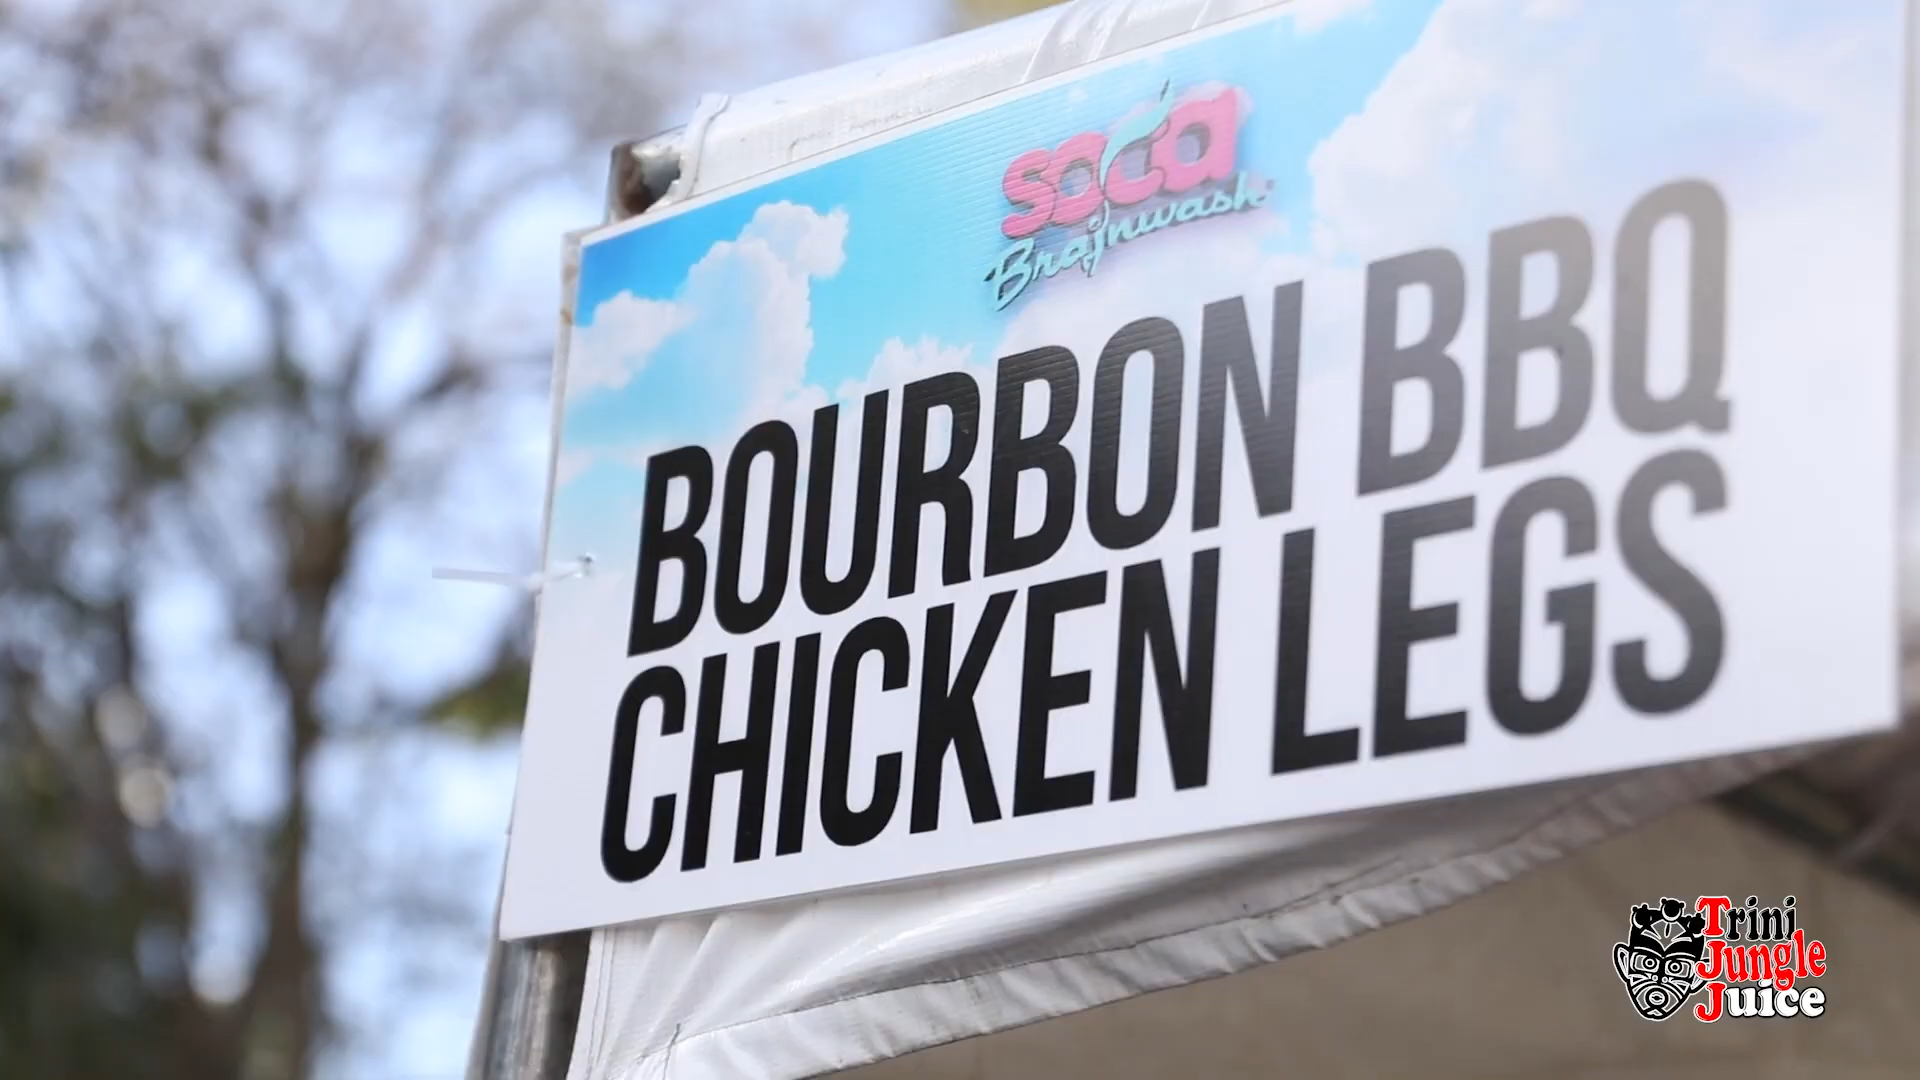 soca
Brainwash
BOURBON BBQ
CHICKEN LEGS
Trini
Jungle
Juice